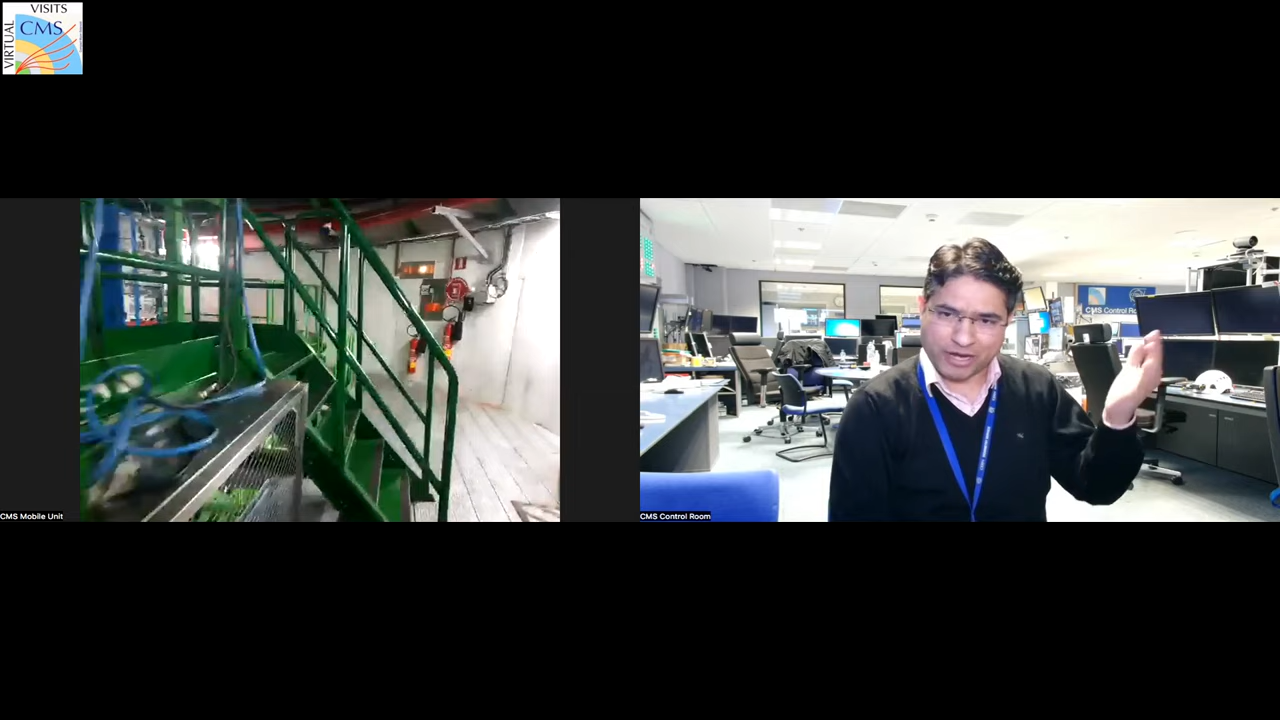 VISITS
CMS
VIRTUAL
CMS Mobile Unit
CMS Control Room
CMS Control Ro